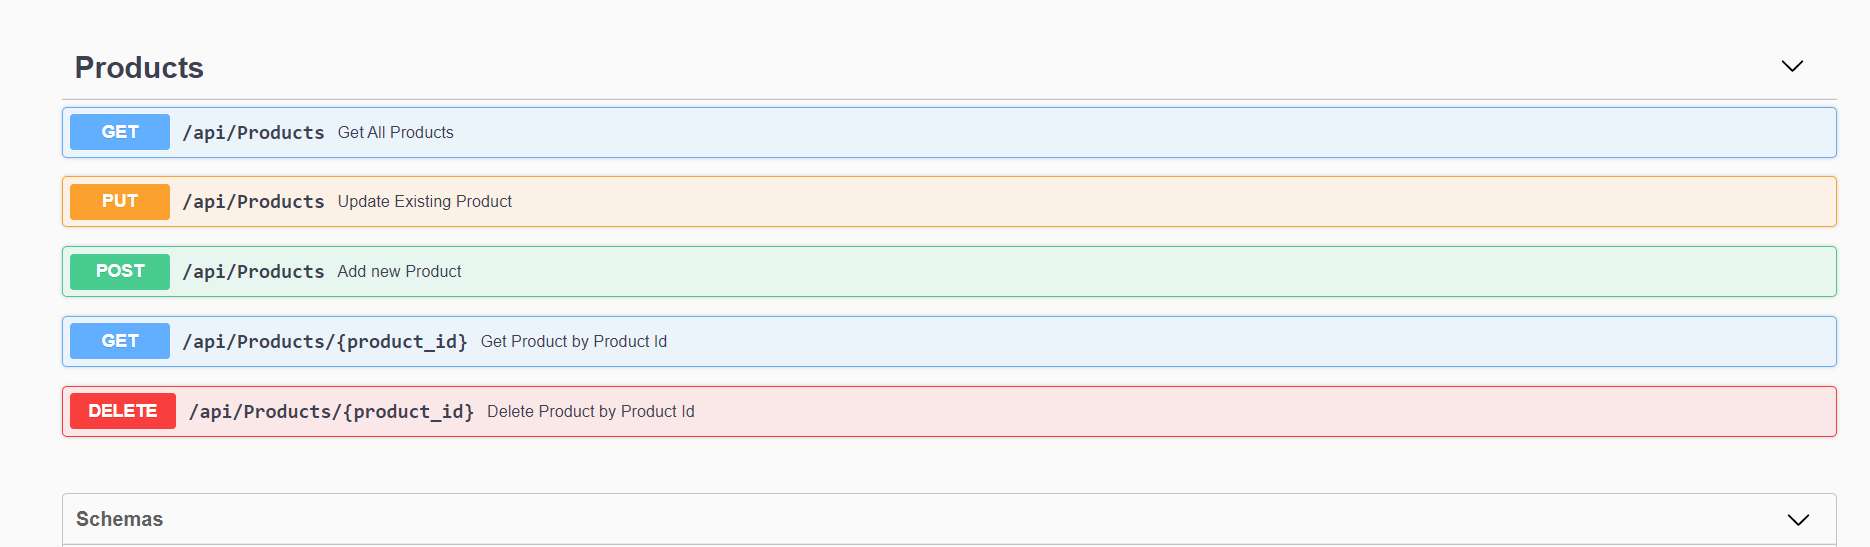 Products
GET /api/Products Get All Products
PUT /api/Products Update Existing Product
POST /api/Products Add new Product
GET /api/Products/{product_id} Get Product by Product Id
DELETE /api/Products/{product_id} Delete Product by Product Id
Schemas